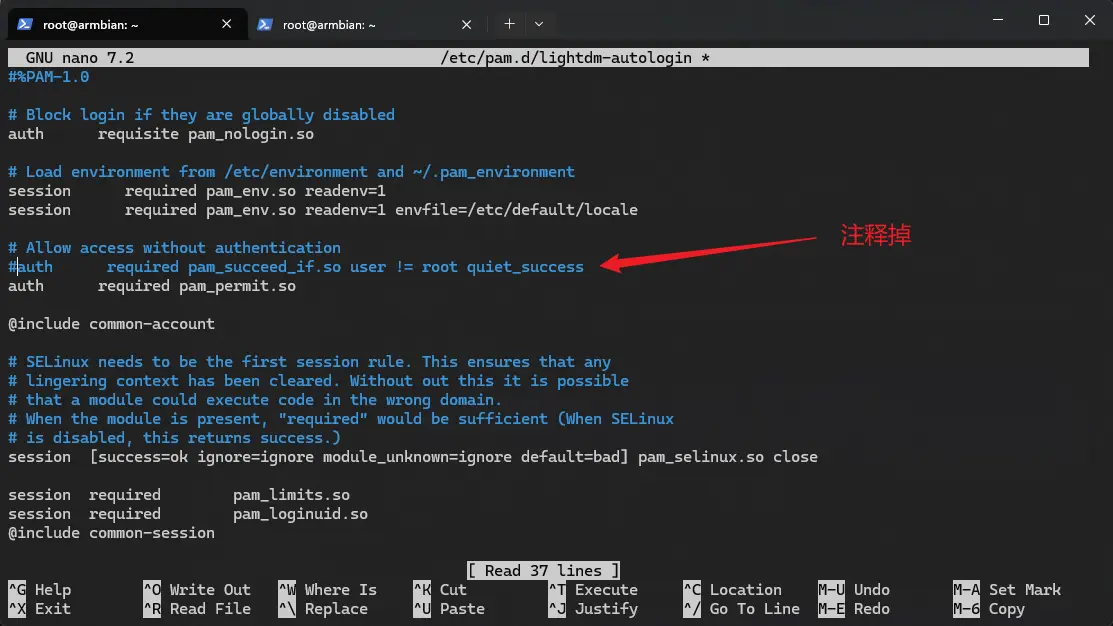 root@armbian: ~
root@armbian: ~
GNU nano 7.2 /etc/pam.d/lightdm-autologin *
#%PAM-1.0
# Block login if they are globally disabled
auth requisite pam_nologin.so
# Load environment from /etc/environment and ~/.pam_environment
session required pam_env.so readenv=1
session required pam_env.so readenv=1 envfile=/etc/default/locale
# Allow access without authentication
注释掉
#auth required pam_succeed_if.so user != root quiet_success
auth required pam_permit.so
@include common-account
# SELinux needs to be the first session rule. This ensures that any
# lingering context has been cleared. Without out this it is possible
# that a module could execute code in the wrong domain.
# When the module is present, "required" would be sufficient (When SELinux
# is disabled, this returns success.)
session [success=ok ignore=ignore module_unknown=ignore default=bad] pam_selinux.so close
session required pam_limits.so
session required pam_loginuid.so
@include common-session
[ Read 37 lines ]
^G Help ^O Write Out ^W Where Is ^K Cut ^T Execute ^C Location M-U Undo M-A Set Mark
^X Exit ^R Read File ^\ Replace ^U Paste ^J Justify ^/ Go To Line M-E Redo M-6 Copy